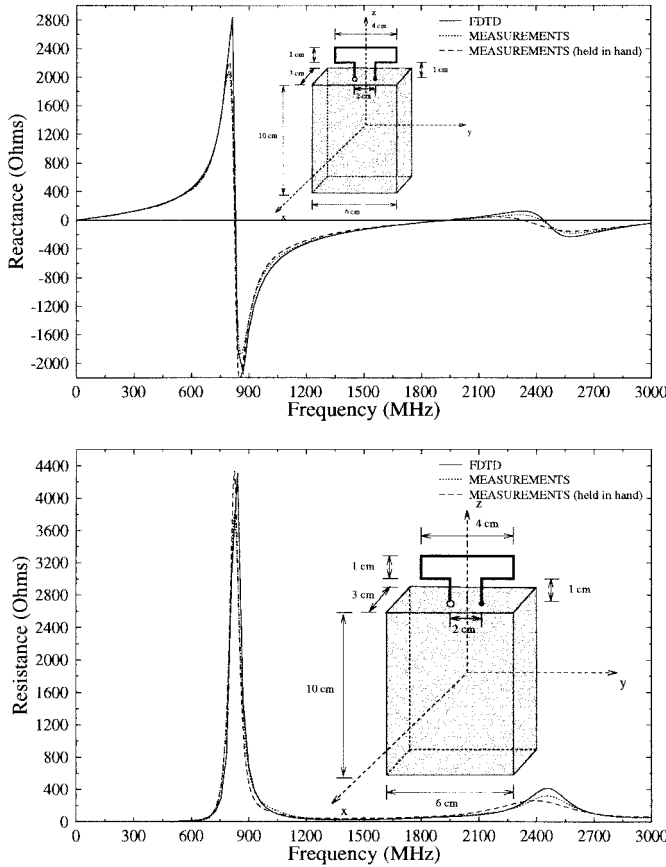 Reactance (Ohms)
2800
2400
2000
1600
1200
800
400
0
-400
-800
-1200
-1600
-2000
0 300 600 900 1200 1500 1800 2100 2400 2700 3000
Frequency (MHz)
FDTD
MEASUREMENTS
MEASUREMENTS (held in hand)
z
4 cm
1 cm
1 cm
3 cm
2 cm
10 cm
y
x
6 cm
Resistance (Ohms)
4400
4000
3600
3200
2800
2400
2000
1600
1200
800
400
0
0 300 600 900 1200 1500 1800 2100 2400 2700 3000
Frequency (MHz)
FDTD
MEASUREMENTS
MEASUREMENTS (held in hand)
z
4 cm
1 cm
1 cm
3 cm
2 cm
10 cm
y
6 cm
x